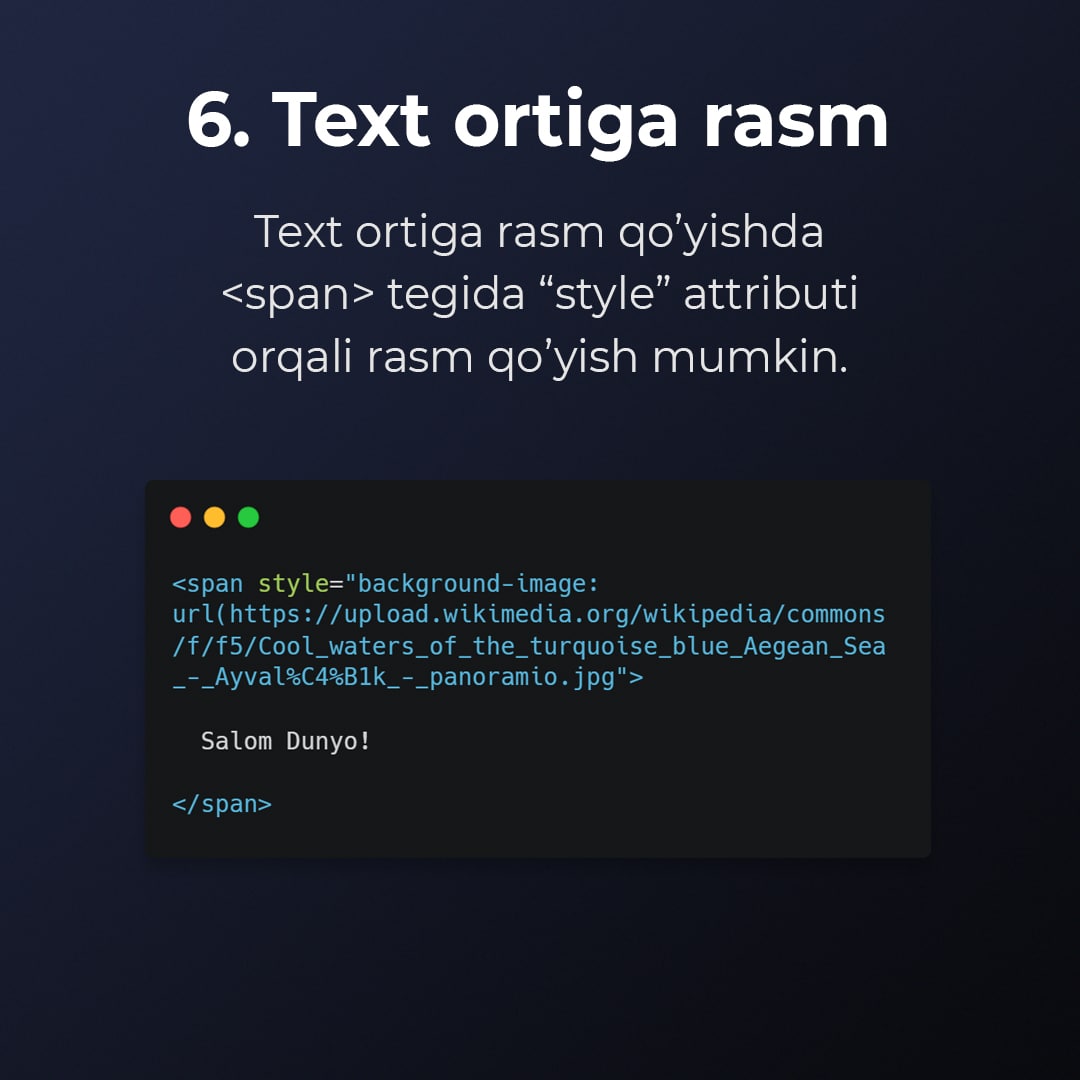 6. Text ortiga rasm
Text ortiga rasm qo’yishda
<span> tegida “style” attributi
orqali rasm qo’yish mumkin.
<span style="background-image:
url(https://upload.wikimedia.org/wikipedia/commons
/f/f5/Cool_waters_of_the_turquoise_blue_Aegean_Sea
_-_Ayval%C4%B1k_-_panoramio.jpg">
Salom Dunyo!
</span>